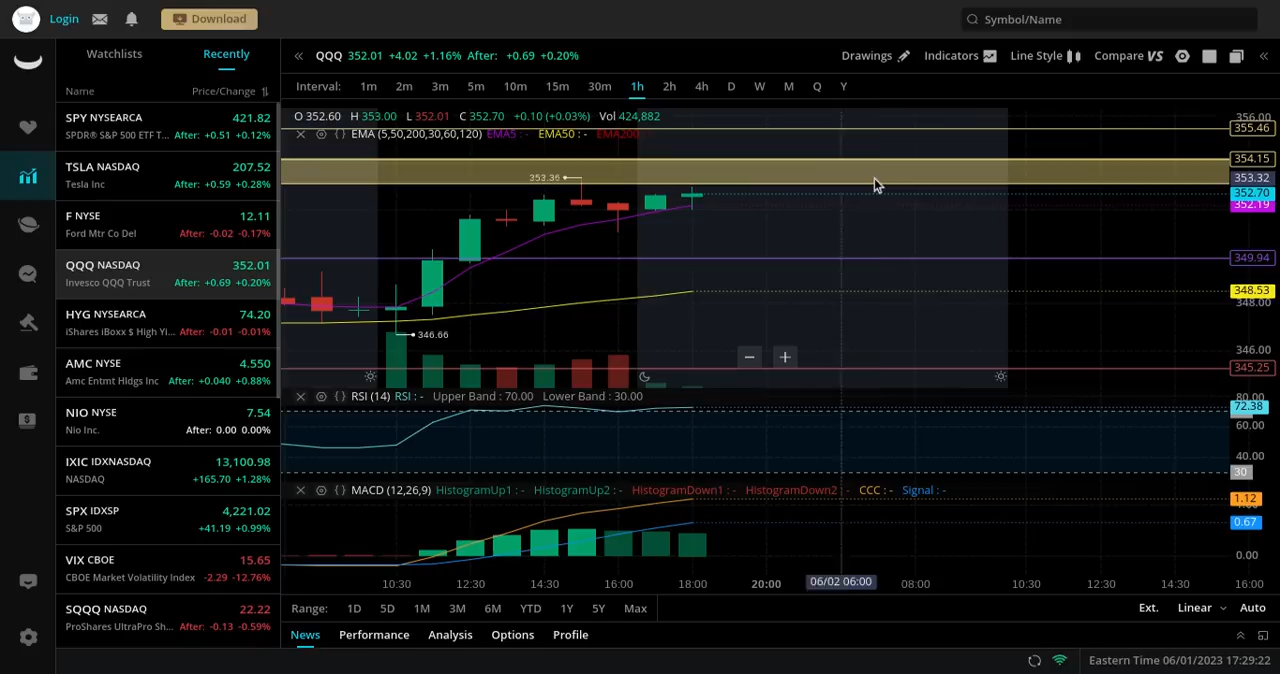 Login Download Symbol/Name
Watchlists Recently
Name Price/Change
SPY NYSEARCA 421.82
SPDR® S&P 500 ETF T... After: +0.51 +0.12%
TSLA NASDAQ 207.52
Tesla Inc After: +0.59 +0.28%
F NYSE 12.11
Ford Mtr Co Del After: -0.02 -0.17%
QQQ NASDAQ 352.01
Invesco QQQ Trust After: +0.69 +0.20%
HYG NYSEARCA 74.20
iShares iBoxx $ High Yi... After: -0.01 -0.01%
AMC NYSE 4.550
Amc Entmt Hldgs Inc After: +0.040 +0.88%
NIO NYSE 7.54
Nio Inc. After: 0.00 0.00%
IXIC IDXNASDAQ 13,100.98
NASDAQ +165.70 +1.28%
SPX IDXSP 4,221.02
S&P 500 +41.19 +0.99%
VIX CBOE 15.65
CBOE Market Volatility Index -2.29 -12.76%
SQQQ NASDAQ 22.22
ProShares UltraPro Sh... After: -0.13 -0.59%
QQQ 352.01 +4.02 +1.16% After: +0.69 +0.20% Drawings Indicators Line Style Compare VS
Interval: 1m 2m 3m 5m 10m 15m 30m 1h 2h 4h D W M Q Y
O 352.60 H 353.00 L 352.01 C 352.70 +0.10 (+0.03%) Vol 424,882
EMA (5,50,200,30,60,120) EMA5 : - EMA50 : - EMA200
356.00
355.46
354.15
353.36
353.32
352.70
352.19
349.94
348.53
348.00
346.66
346.00
345.25
RSI (14) RSI : - Upper Band : 70.00 Lower Band : 30.00
80.00
72.38
60.00
40.00
30
MACD (12,26,9) HistogramUp1 : - HistogramUp2 : - HistogramDown1 : - HistogramDown2 : - CCC : - Signal : -
1.12
0.67
0.00
10:30 12:30 14:30 16:00 18:00 20:00 06/02 06:00 08:00 10:30 12:30 14:30 16:00
Range: 1D 5D 1M 3M 6M YTD 1Y 5Y Max Ext. Linear Auto
News Performance Analysis Options Profile
Eastern Time 06/01/2023 17:29:22